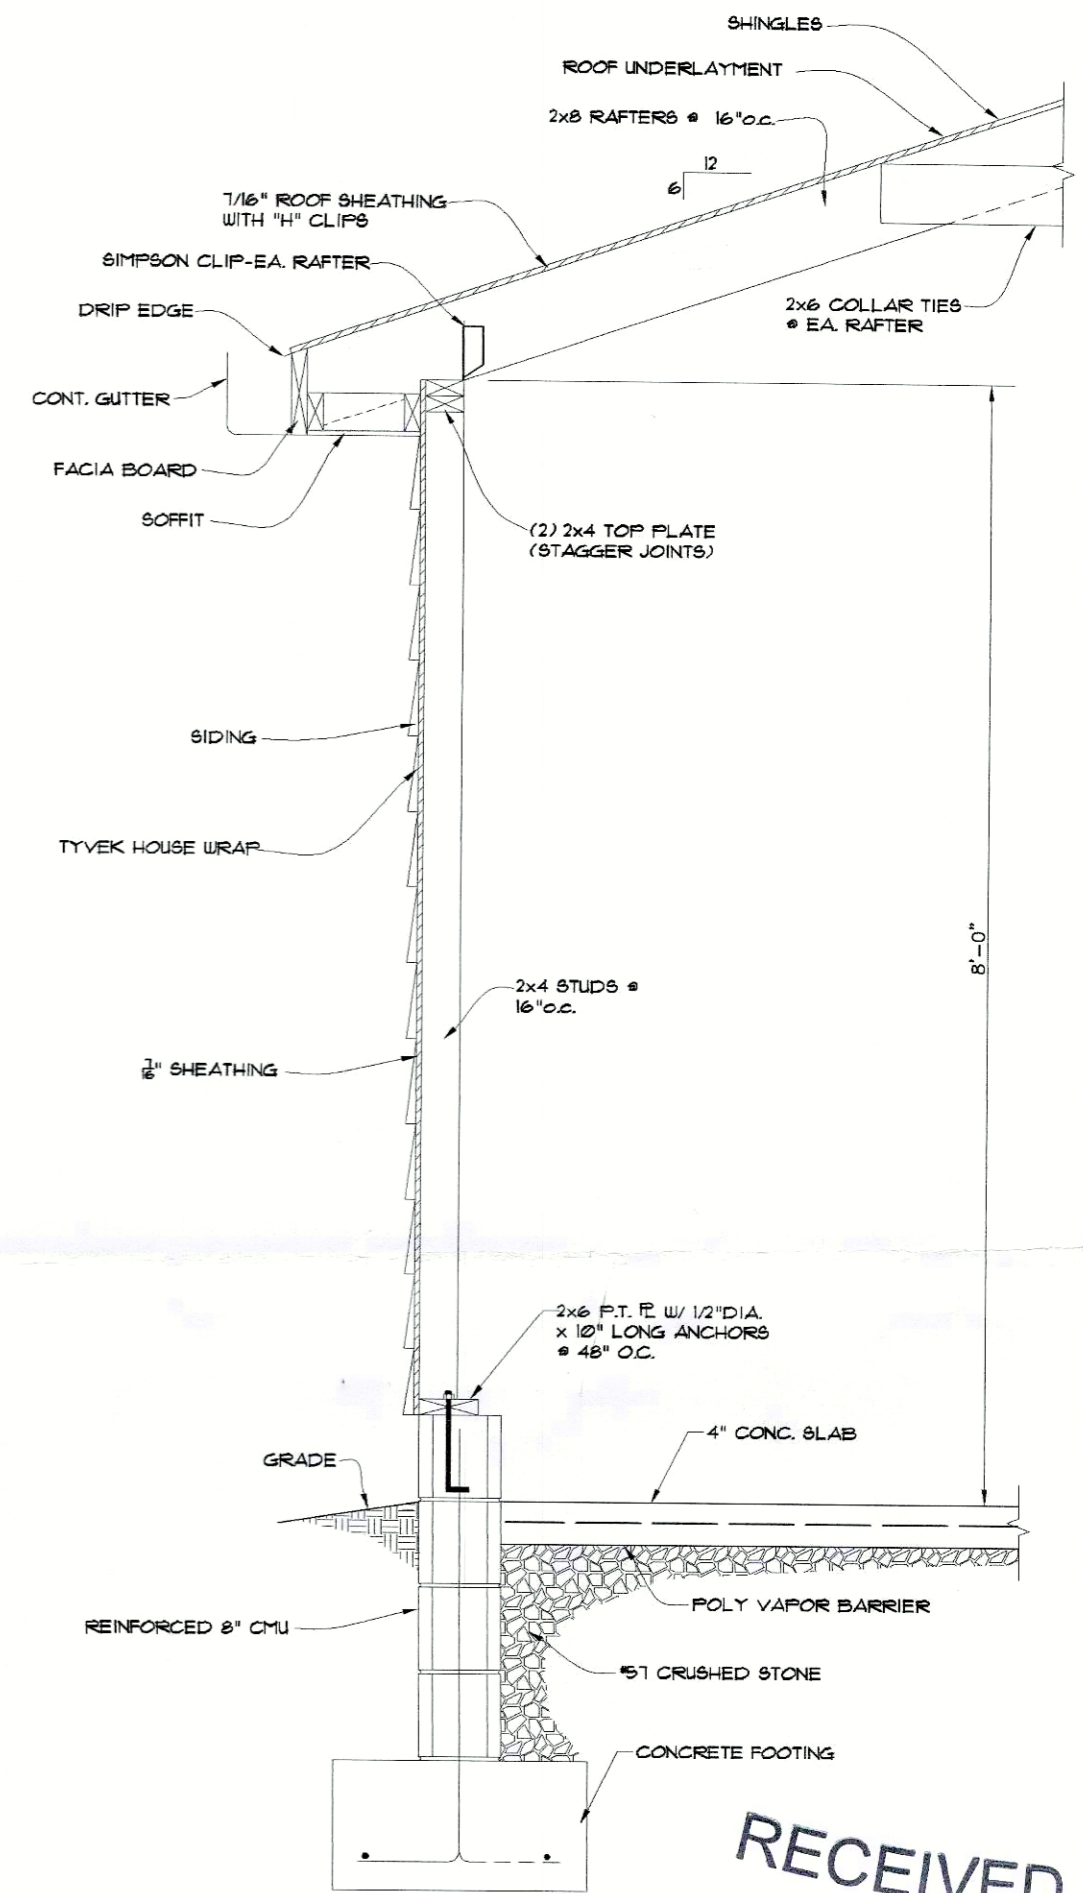 SHINGLES
ROOF UNDERLAYMENT
2x8 RAFTERS @ 16"o.c.
12
6
7/16" ROOF SHEATHING
WITH "H" CLIPS
SIMPSON CLIP-EA. RAFTER
DRIP EDGE
2x6 COLLAR TIES
@ EA. RAFTER
CONT. GUTTER
FACIA BOARD
SOFFIT
(2) 2x4 TOP PLATE
(STAGGER JOINTS)
SIDING
TYVEK HOUSE WRAP
8'-0"
2x4 STUDS @
16"o.c.
7/16" SHEATHING
2x6 P.T. PL W/ 1/2"DIA.
x 10" LONG ANCHORS
@ 48" O.C.
4" CONC. SLAB
GRADE
POLY VAPOR BARRIER
REINFORCED 8" CMU
#57 CRUSHED STONE
CONCRETE FOOTING
RECEIVED